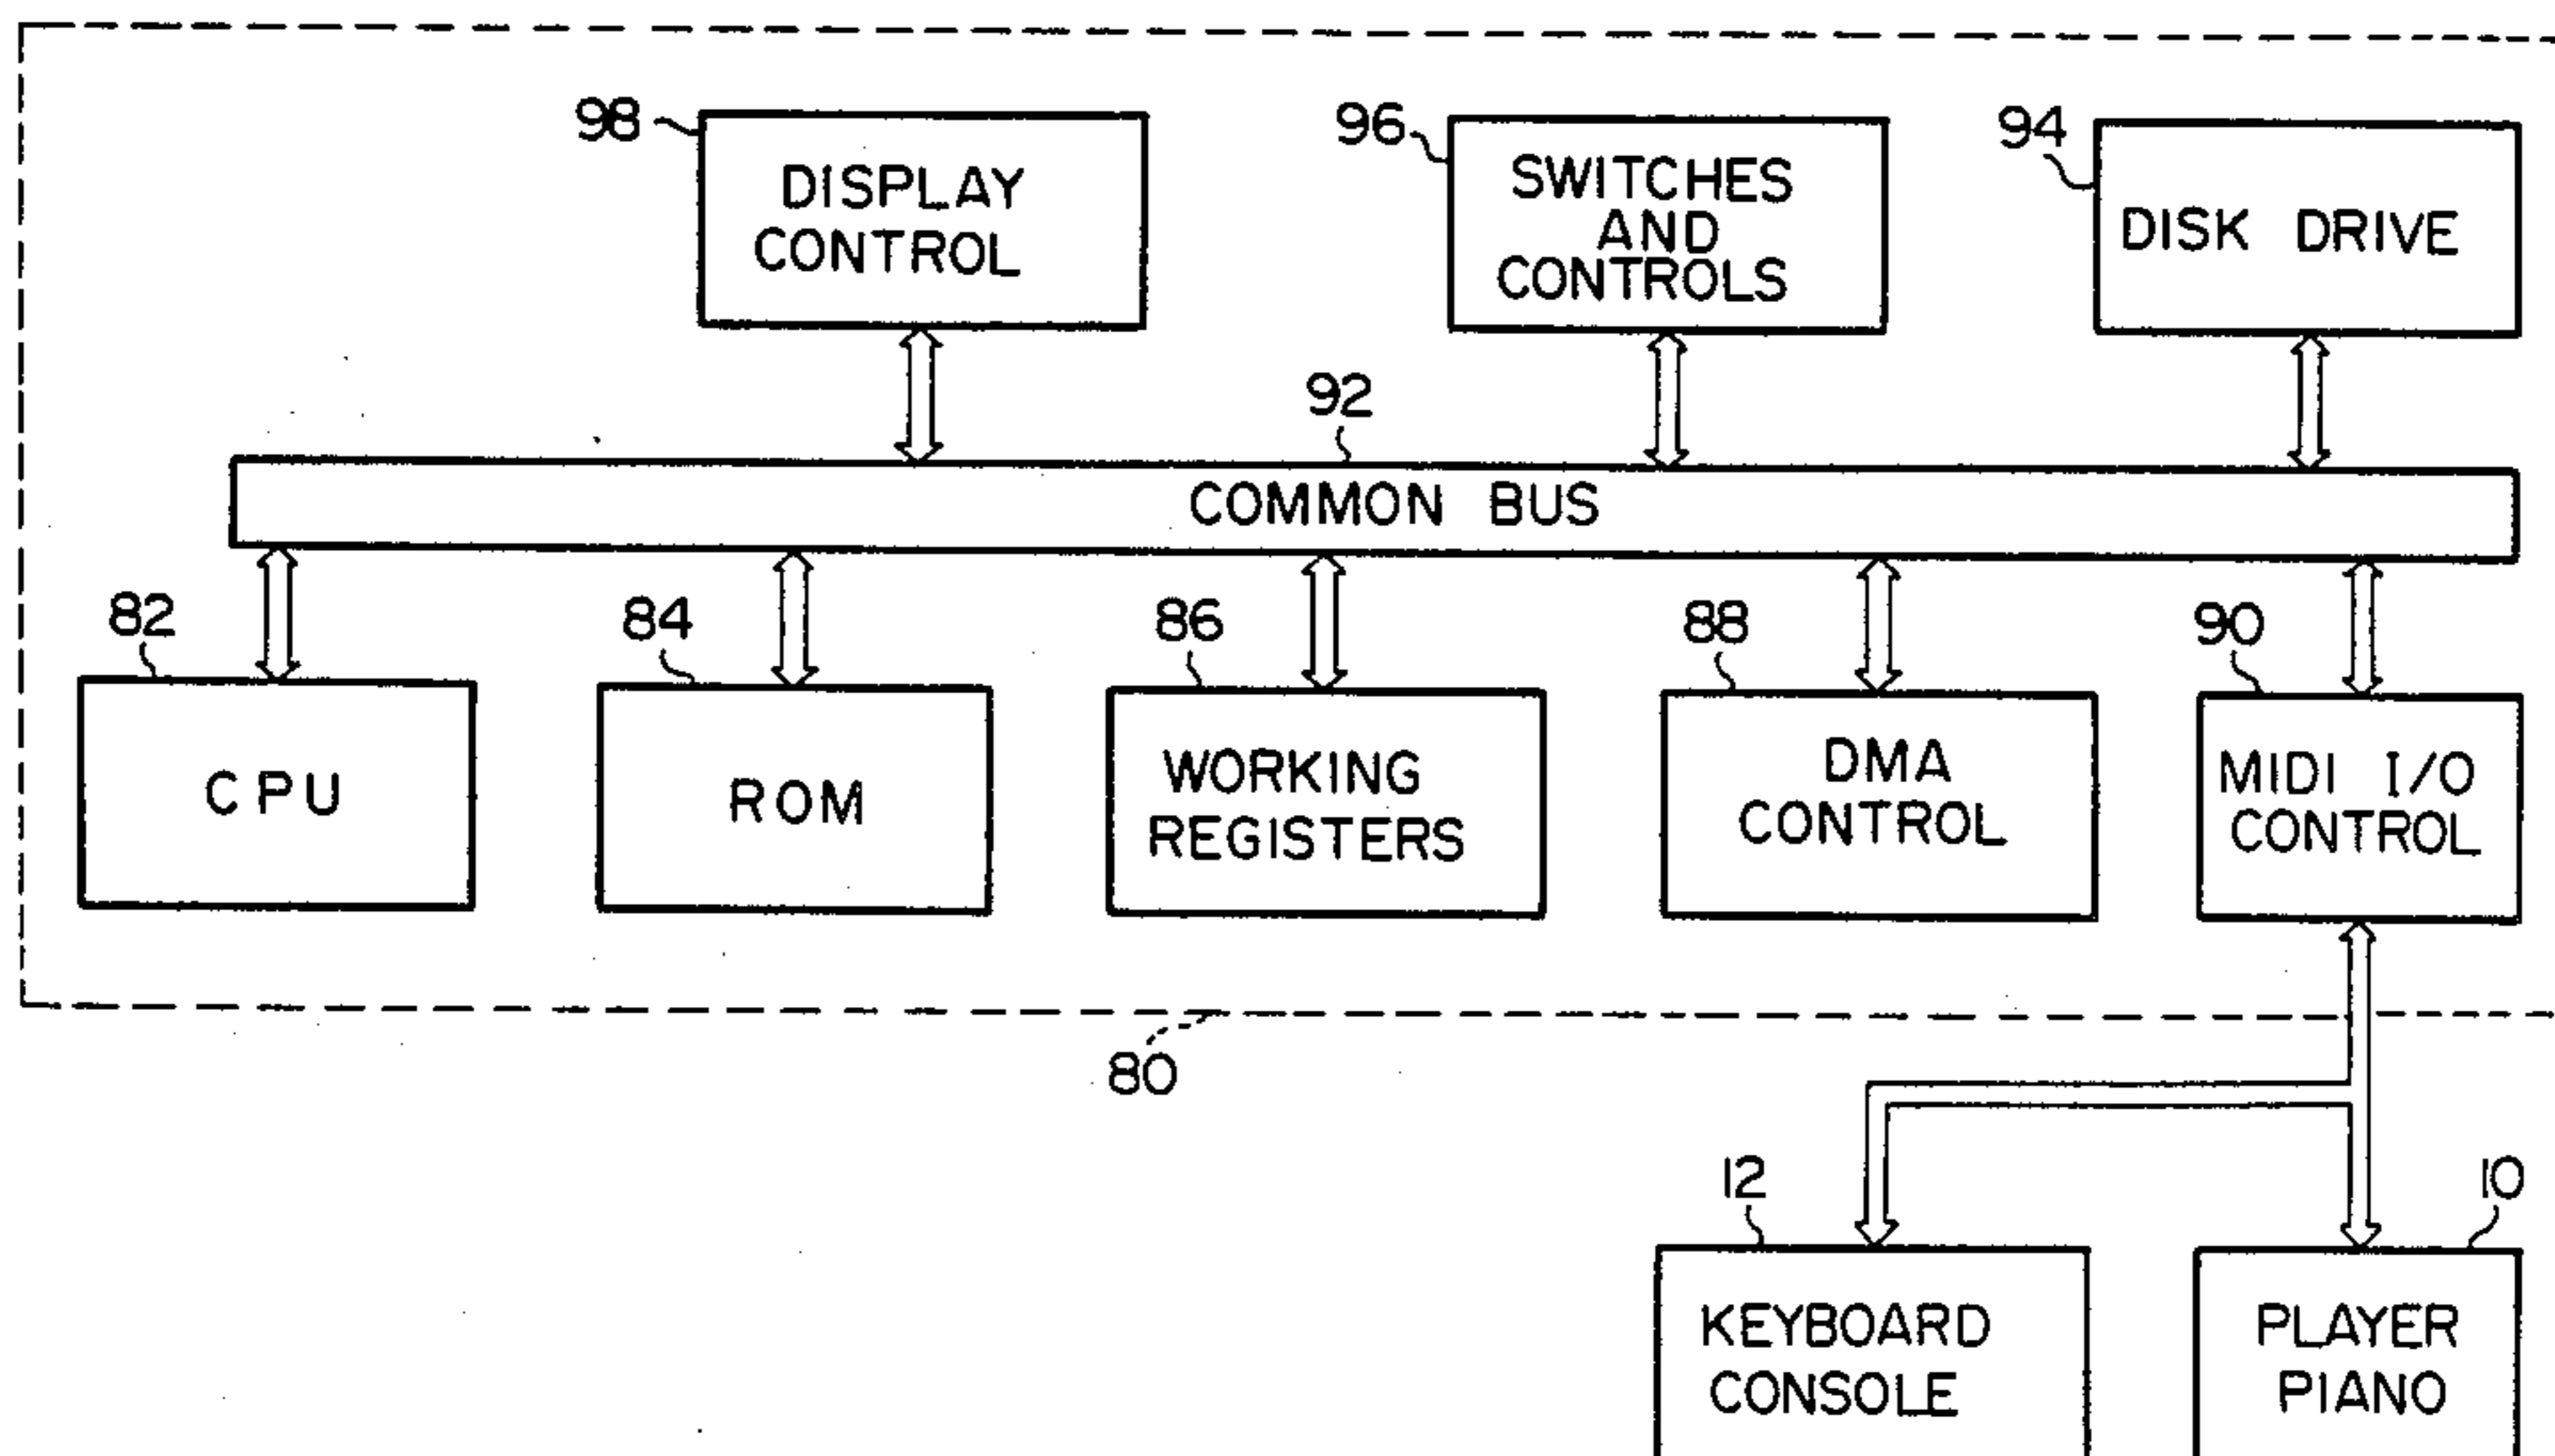 98
DISPLAY
CONTROL
96
SWITCHES
AND
CONTROLS
94
DISK DRIVE
92
COMMON BUS
82
CPU
84
ROM
86
WORKING
REGISTERS
88
DMA
CONTROL
90
MIDI I/O
CONTROL
80
12
KEYBOARD
CONSOLE
10
PLAYER
PIANO